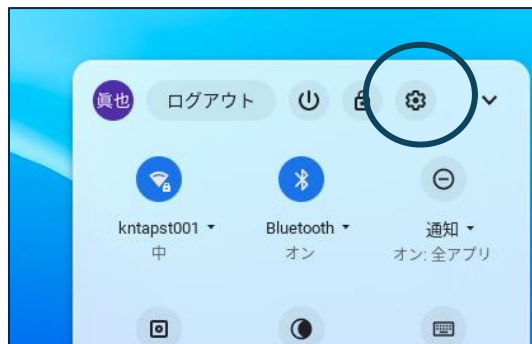 眞也 ログアウト
kntapst001 Bluetooth 通知
中 オン オン: 全アプリ